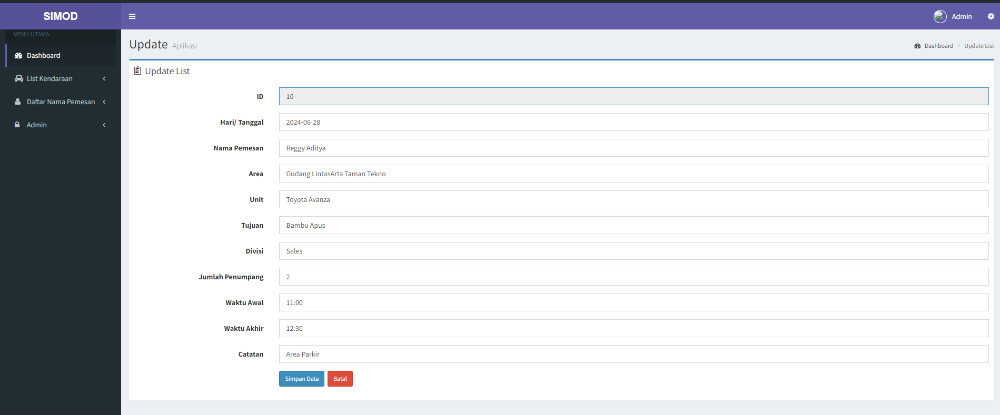 SIMOD
Admin
MENU UTAMA
Dashboard
List Kendaraan
Daftar Nama Pemesan
Admin
Update Aplikasi
Dashboard > Update List
Update List
ID 10
Hari/ Tanggal 2024-06-28
Nama Pemesan Reggy Aditya
Area Gudang LintasArta Taman Tekno
Unit Toyota Avanza
Tujuan Bambu Apus
Divisi Sales
Jumlah Penumpang 2
Waktu Awal 11:00
Waktu Akhir 12:30
Catatan Area Parkir
Simpan Data Batal